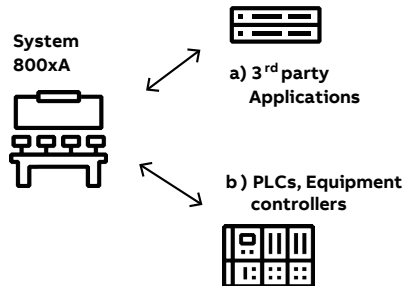 System
800xA
a) 3rd party
Applications
b) PLCs, Equipment
controllers